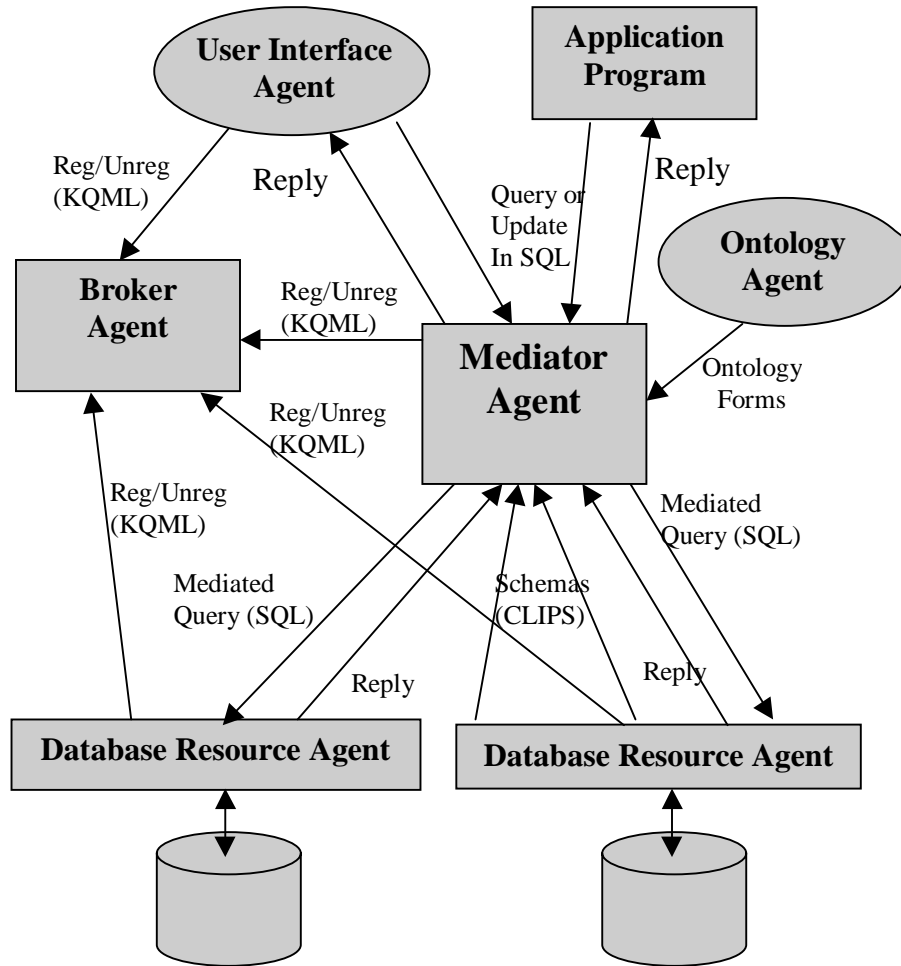 User Interface
Agent
Application
Program
Reg/Unreg
(KQML)
Reply
Query or
Update
In SQL
Reply
Ontology
Agent
Broker
Agent
Reg/Unreg
(KQML)
Mediator
Agent
Ontology
Forms
Reg/Unreg
(KQML)
Reg/Unreg
(KQML)
Mediated
Query (SQL)
Mediated
Query (SQL)
Schemas
(CLIPS)
Reply
Reply
Database Resource Agent
Database Resource Agent